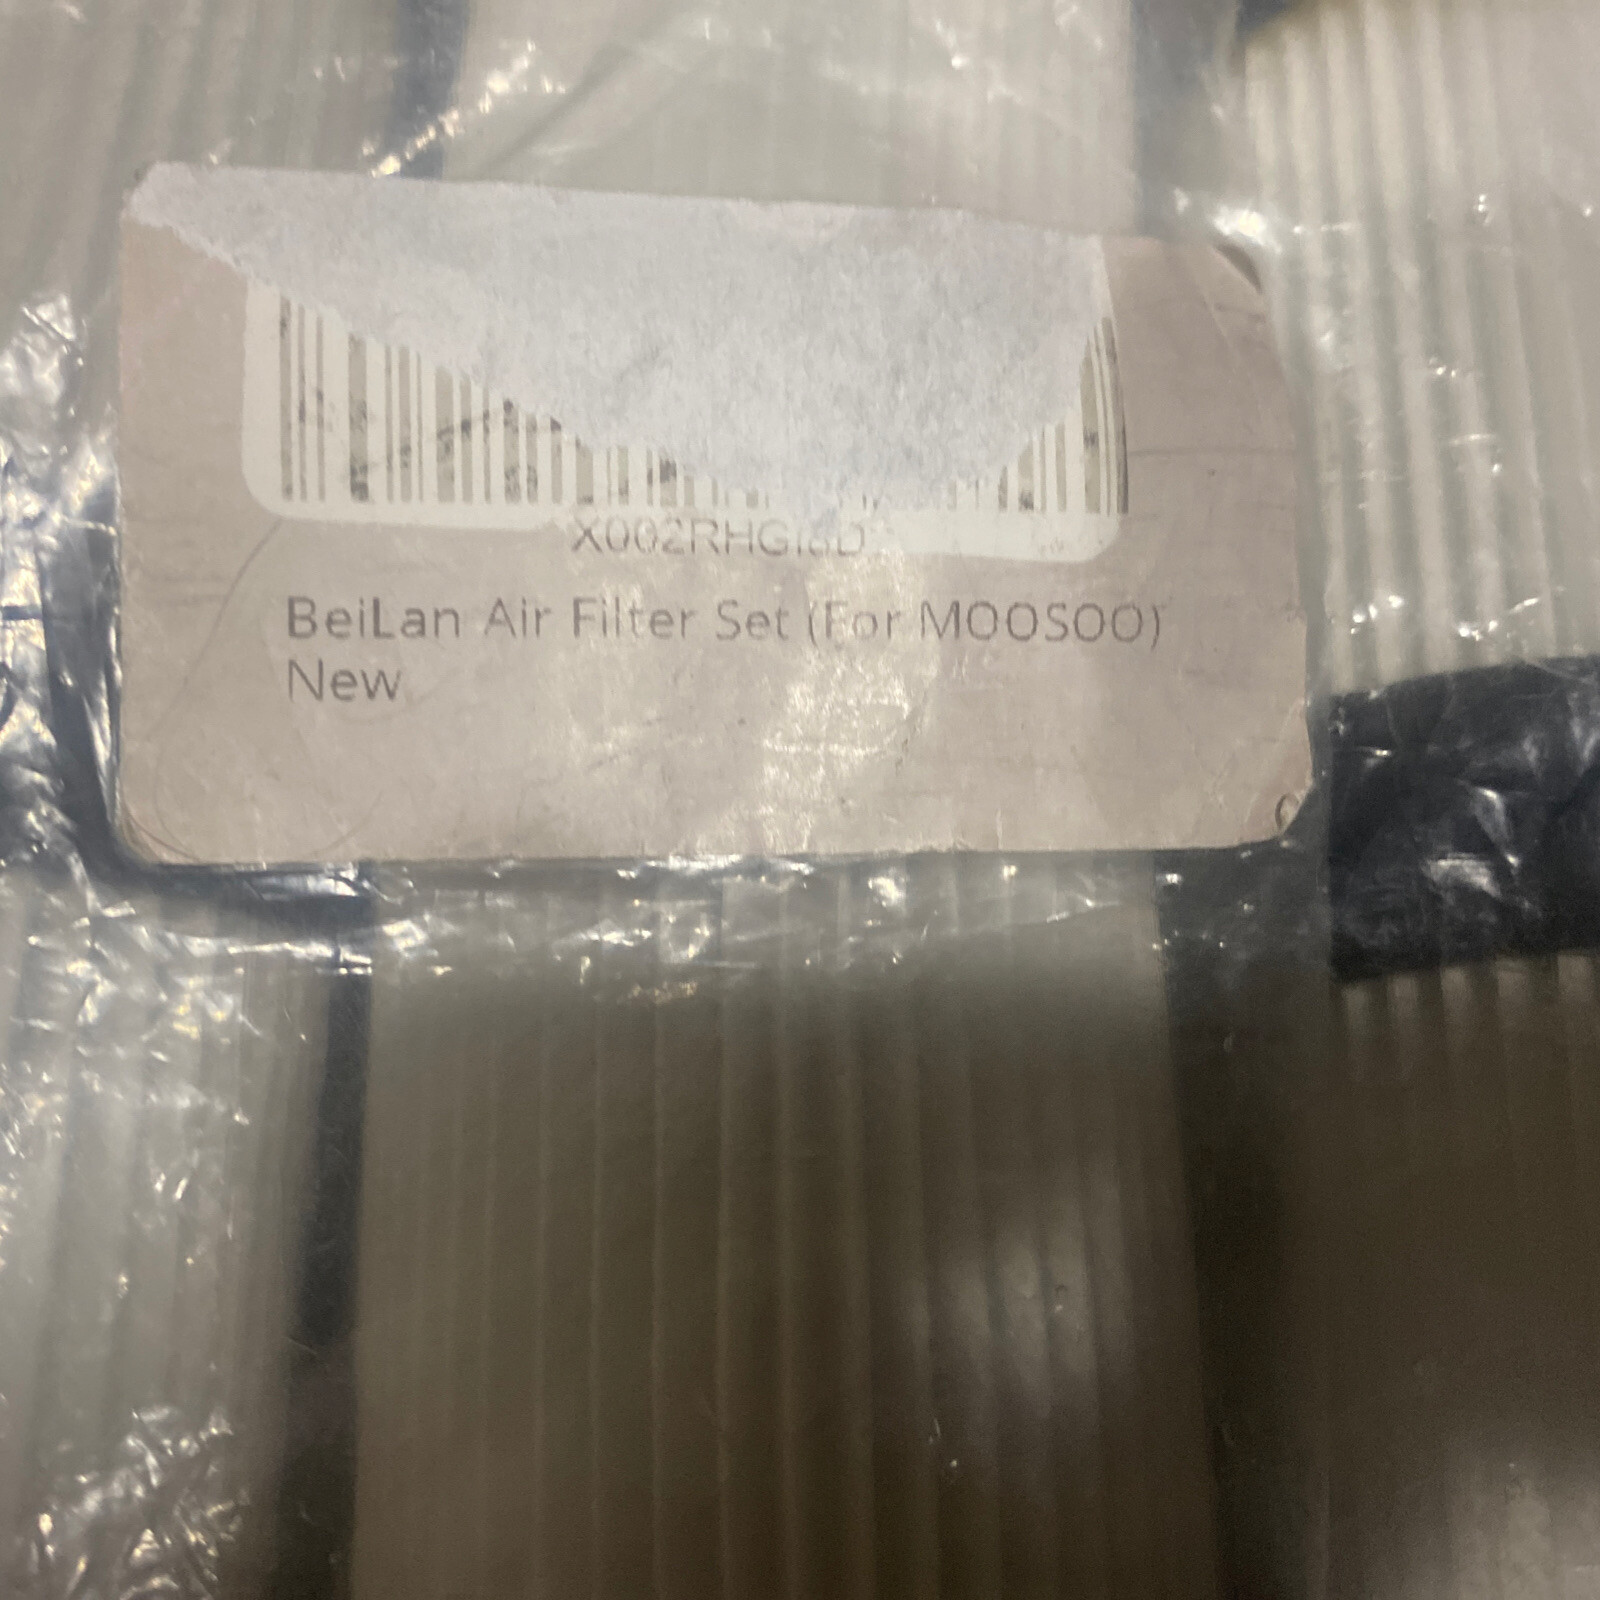 BeiLan Air Filter Set (For MOOSOO)
New